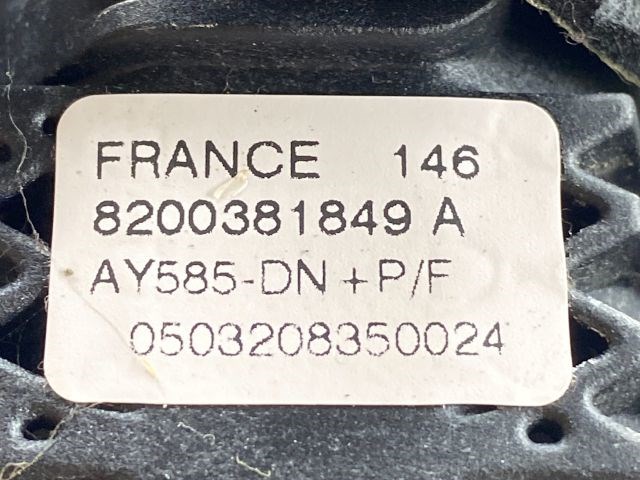 FRANCE 146
8200381849 A
AY585-DN +P/F
0503208350024